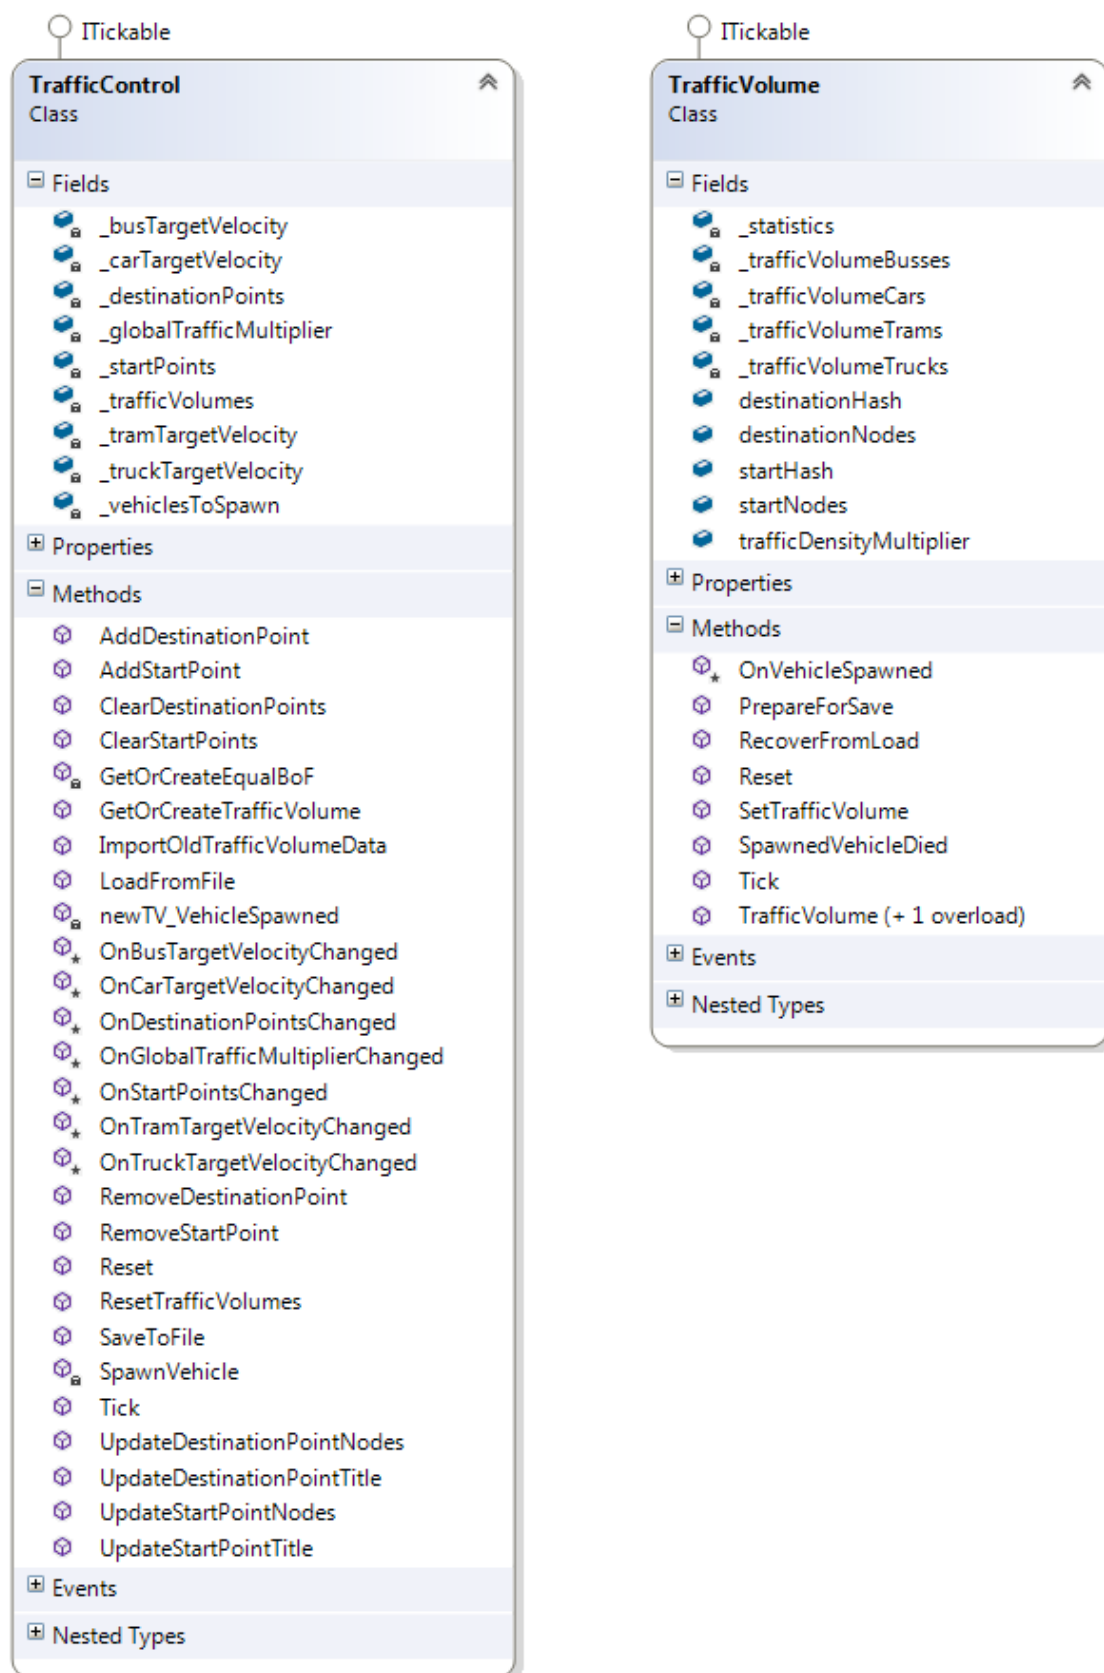 ITickable
TrafficControl
Class
Fields
_busTargetVelocity
_carTargetVelocity
_destinationPoints
_globalTrafficMultiplier
_startPoints
_trafficVolumes
_tramTargetVelocity
_truckTargetVelocity
_vehiclesToSpawn
Properties
Methods
AddDestinationPoint
AddStartPoint
ClearDestinationPoints
ClearStartPoints
GetOrCreateEqualBoF
GetOrCreateTrafficVolume
ImportOldTrafficVolumeData
LoadFromFile
newTV_VehicleSpawned
OnBusTargetVelocityChanged
OnCarTargetVelocityChanged
OnDestinationPointsChanged
OnGlobalTrafficMultiplierChanged
OnStartPointsChanged
OnTramTargetVelocityChanged
OnTruckTargetVelocityChanged
RemoveDestinationPoint
RemoveStartPoint
Reset
ResetTrafficVolumes
SaveToFile
SpawnVehicle
Tick
UpdateDestinationPointNodes
UpdateDestinationPointTitle
UpdateStartPointNodes
UpdateStartPointTitle
Events
Nested Types
ITickable
TrafficVolume
Class
Fields
_statistics
_trafficVolumeBusses
_trafficVolumeCars
_trafficVolumeTrams
_trafficVolumeTrucks
destinationHash
destinationNodes
startHash
startNodes
trafficDensityMultiplier
Properties
Methods
OnVehicleSpawned
PrepareForSave
RecoverFromLoad
Reset
SetTrafficVolume
SpawnedVehicleDied
Tick
TrafficVolume (+ 1 overload)
Events
Nested Types